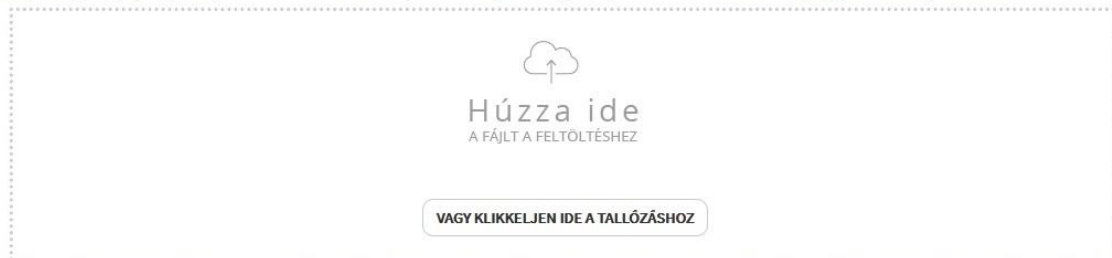 Húzza ide
A FÁJLT A FELTÖLTÉSHEZ
VAGY KLIKKELJEN IDE A TALLÓZÁSHOZ